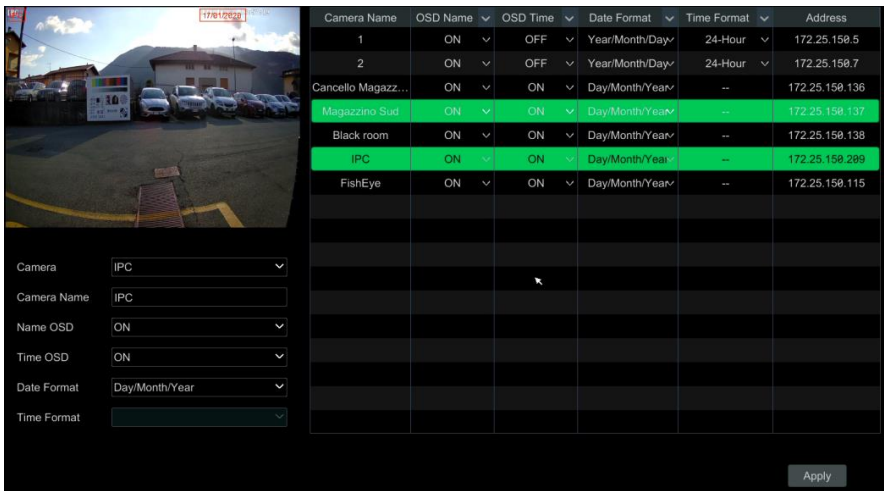 17/01/2020
Camera Name OSD Name OSD Time Date Format Time Format Address
1 ON OFF Year/Month/Day 24-Hour 172.25.150.5
2 ON OFF Year/Month/Day 24-Hour 172.25.150.7
Cancello Magazz... ON ON Day/Month/Year -- 172.25.150.136
Magazzino Sud ON ON Day/Month/Year -- 172.25.150.137
Black room ON ON Day/Month/Year -- 172.25.150.138
IPC ON ON Day/Month/Year -- 172.25.150.209
FishEye ON ON Day/Month/Year -- 172.25.150.115
Camera IPC
Camera Name IPC
Name OSD ON
Time OSD ON
Date Format Day/Month/Year
Time Format
Apply